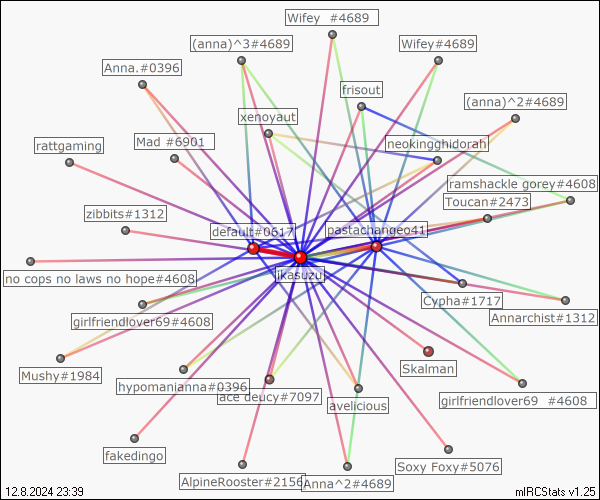 Wifey  #4689
(anna)^3#4689
Wifey#4689
Anna.#0396
frisout
(anna)^2#4689
xenoyaut
Mad #6901
neokingghidorah
rattgaming
ramshackle gorey#4608
Toucan#2473
zibbits#1312
default#0617
pastachangeo41
ikasuzu
no cops no laws no hope#4608
Cypha#1717
Annarchist#1312
girlfriendlover69#4608
Skalman
Mushy#1984
hypomanianna#0396
ace deucy#7097
avelicious
girlfriendlover69  #4608
fakedingo
Soxy Foxy#5076
AlpineRooster#2156
Anna^2#4689
12.8.2024 23:39
mIRCStats v1.25